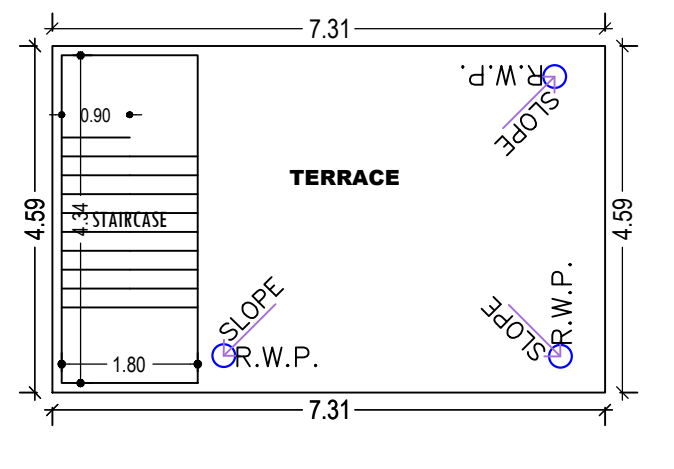 7.31
4.59
R.W.P.
SLOPE
0.90
TERRACE
4.34
STAIRCASE
4.59
SLOPE
R.W.P.
SLOPE
R.W.P.
1.80
7.31